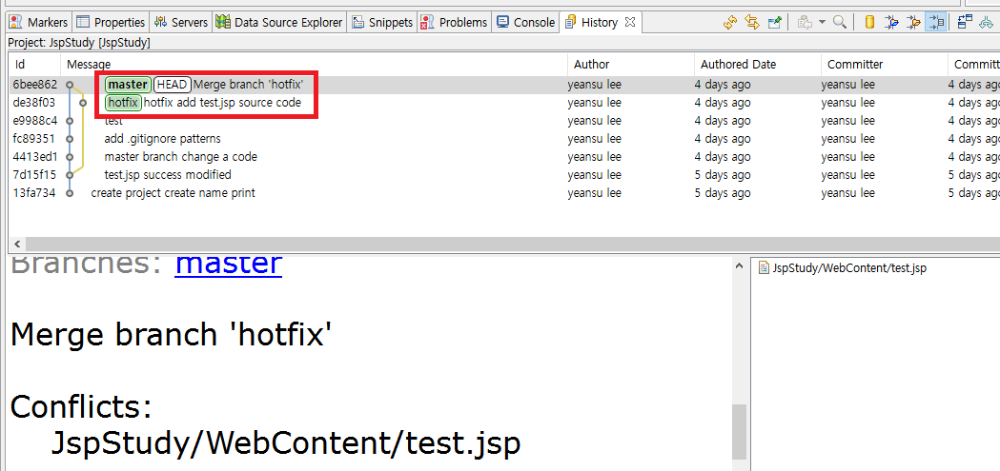 Markers Properties Servers Data Source Explorer Snippets Problems Console History
Project: JspStudy [JspStudy]
Id Message Author Authored Date Committer Committ
6bee862 master HEAD Merge branch 'hotfix' yeansu lee 4 days ago yeansu lee 4 days ago
de38f03 hotfix hotfix add test.jsp source code yeansu lee 4 days ago yeansu lee 4 days ago
e9988c4 test yeansu lee 4 days ago yeansu lee 4 days ago
fc89351 add .gitignore patterns yeansu lee 4 days ago yeansu lee 4 days ago
4413ed1 master branch change a code yeansu lee 4 days ago yeansu lee 4 days ago
7d15f15 test.jsp success modified yeansu lee 5 days ago yeansu lee 5 days ago
13fa734 create project create name print yeansu lee 5 days ago yeansu lee 5 days ago
Branches: master
JspStudy/WebContent/test.jsp
Merge branch 'hotfix'
Conflicts:
JspStudy/WebContent/test.jsp